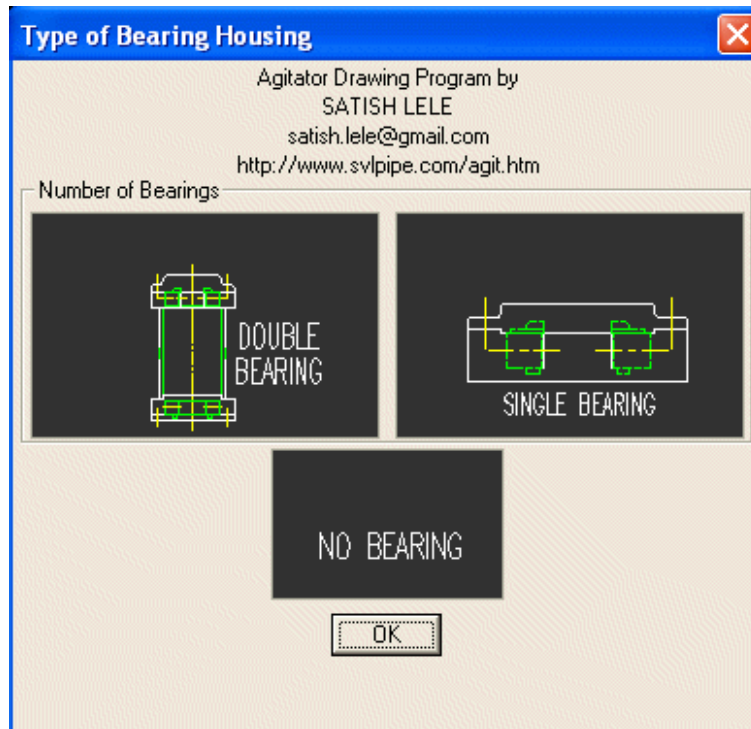 Type of Bearing Housing
Agitator Drawing Program by
SATISH LELE
satish.lele@gmail.com
http://www.svlpipe.com/agit.htm
Number of Bearings
DOUBLE
BEARING
SINGLE BEARING
NO BEARING
OK